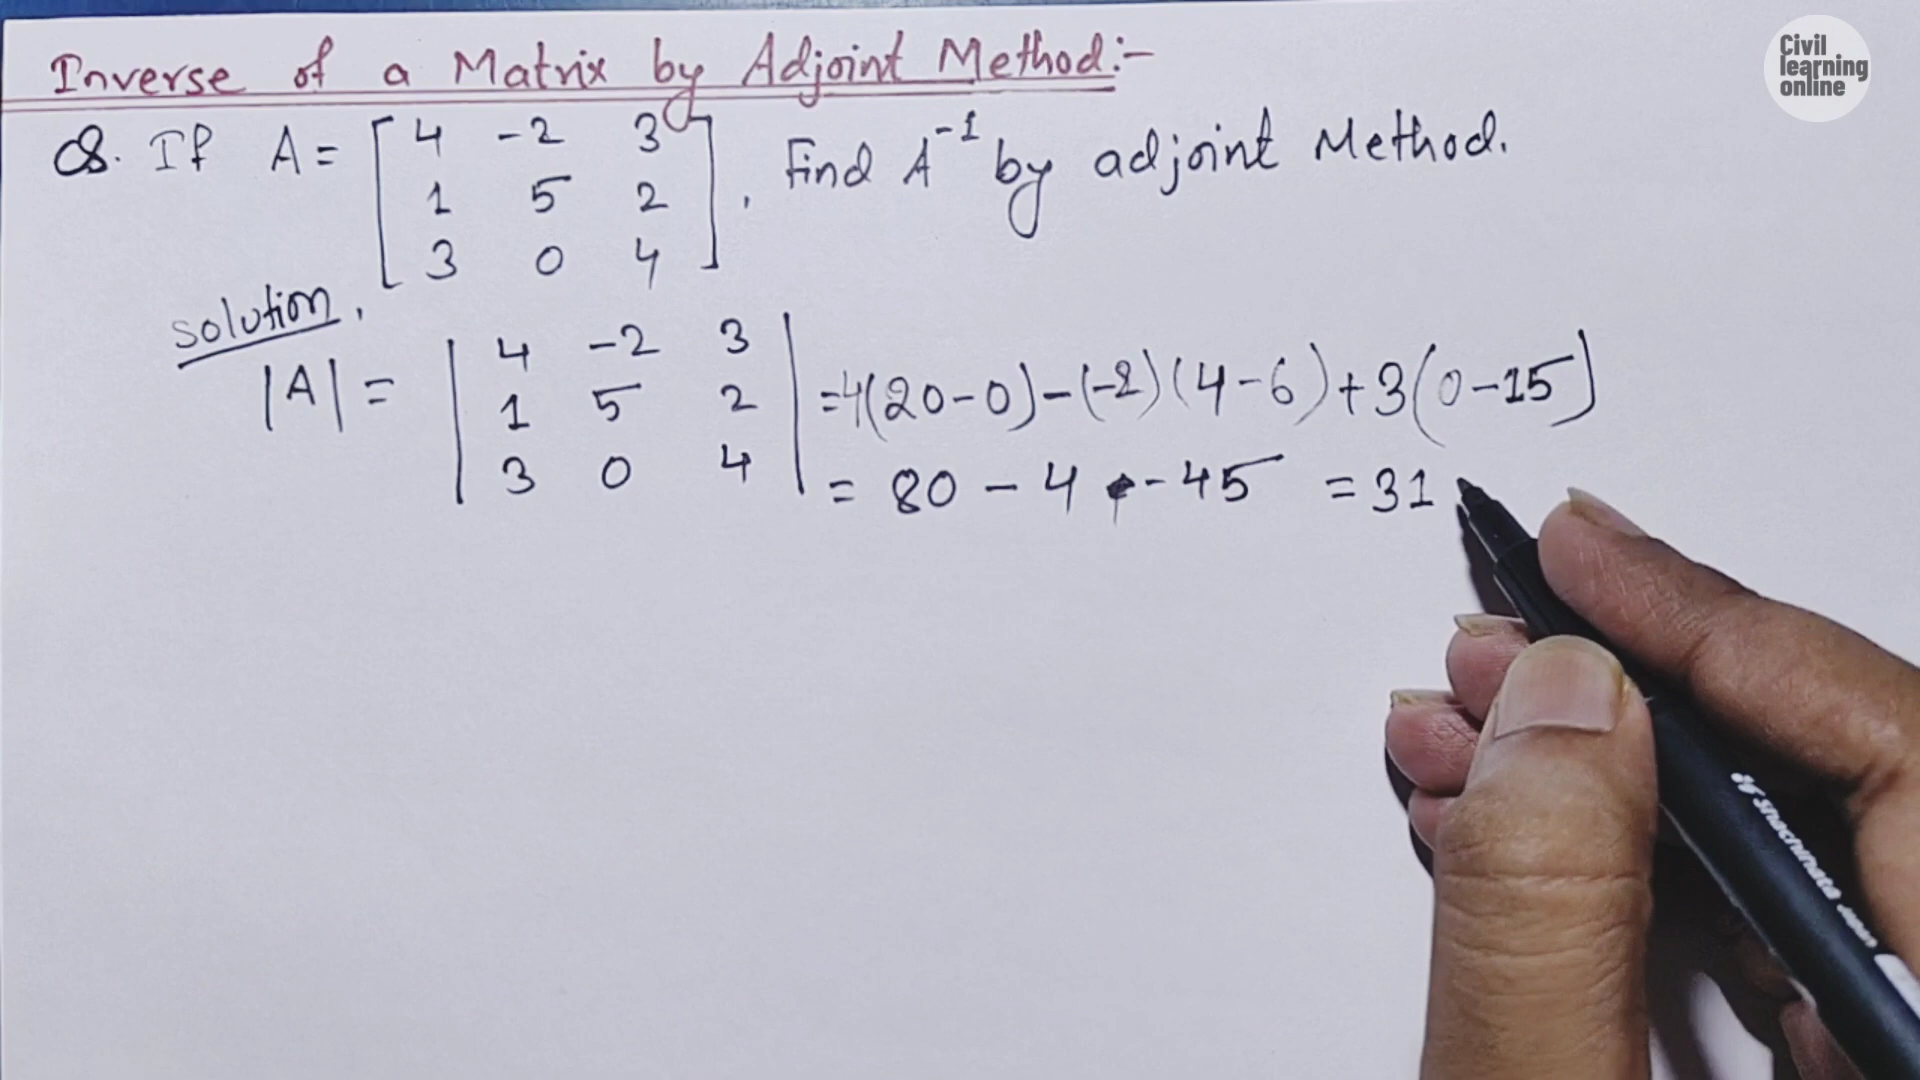 Inverse of a Matrix by Adjoint Method:-
Q. If A = [4 -2 3
1 5 2
3 0 4], Find A^-1 by adjoint Method.
solution,
|A| = |4 -2 3
1 5 2
3 0 4| = 4(20-0)-(-2)(4-6)+3(0-15)
= 80 - 4 - 45 = 31
Civil
learning
online
Snachinata Japan